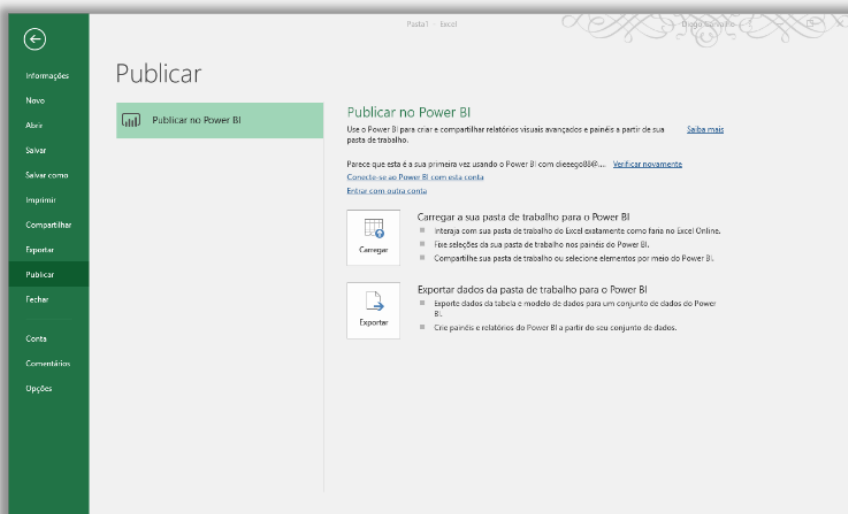 Pasta1 - Excel
Diego Carvalho
Informações
Novo
Abrir
Salvar
Salvar como
Imprimir
Compartilhar
Exportar
Publicar
Fechar
Conta
Comentários
Opções
Publicar
Publicar no Power BI
Publicar no Power BI
Use o Power BI para criar e compartilhar relatórios visuais avançados e painéis a partir de sua
pasta de trabalho.
Saiba mais
Parece que esta é a sua primeira vez usando o Power BI com dieeego88@.... Verificar novamente
Conecte-se ao Power BI com esta conta
Entrar com outra conta
Carregar
Carregar a sua pasta de trabalho para o Power BI
Interaja com sua pasta de trabalho do Excel exatamente como faria no Excel Online.
Fixe seleções da sua pasta de trabalho nos painéis do Power BI.
Compartilhe sua pasta de trabalho ou selecione elementos por meio do Power BI.
Exportar
Exportar dados da pasta de trabalho para o Power BI
Exporte dados da tabela e modelo de dados para um conjunto de dados do Power
BI.
Crie painéis e relatórios do Power BI a partir do seu conjunto de dados.